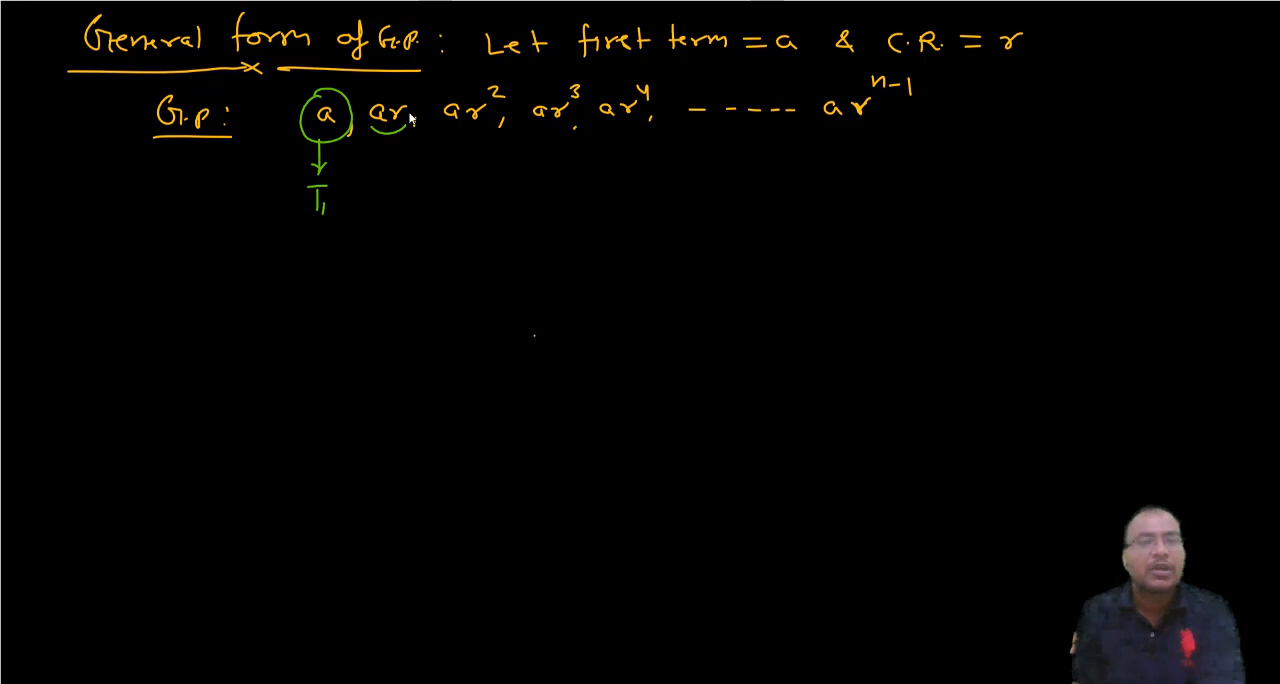 General form of G.P. : Let first term = a & C.R. = r
G.P : a, ar, ar², ar³, ar⁴, ------ arⁿ⁻¹
T₁